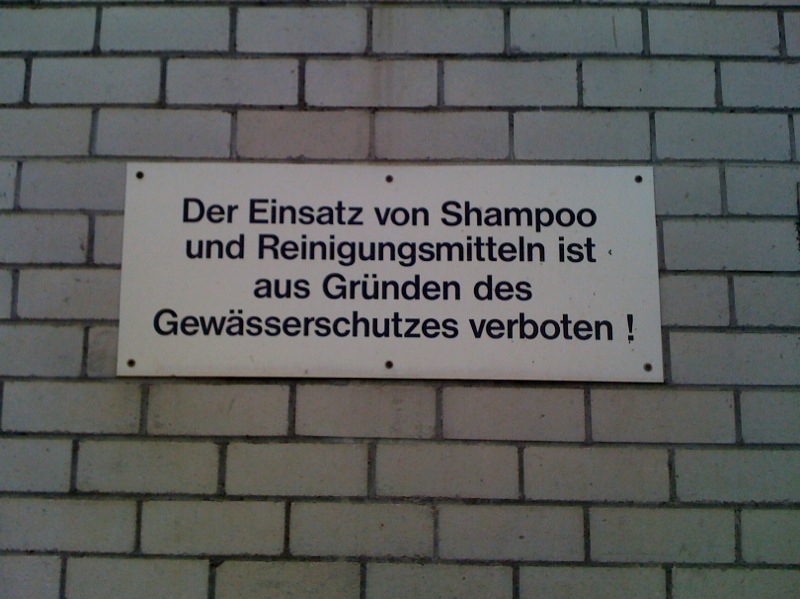 Der Einsatz von Shampoo
und Reinigungsmitteln ist
aus Gründen des
Gewässerschutzes verboten !